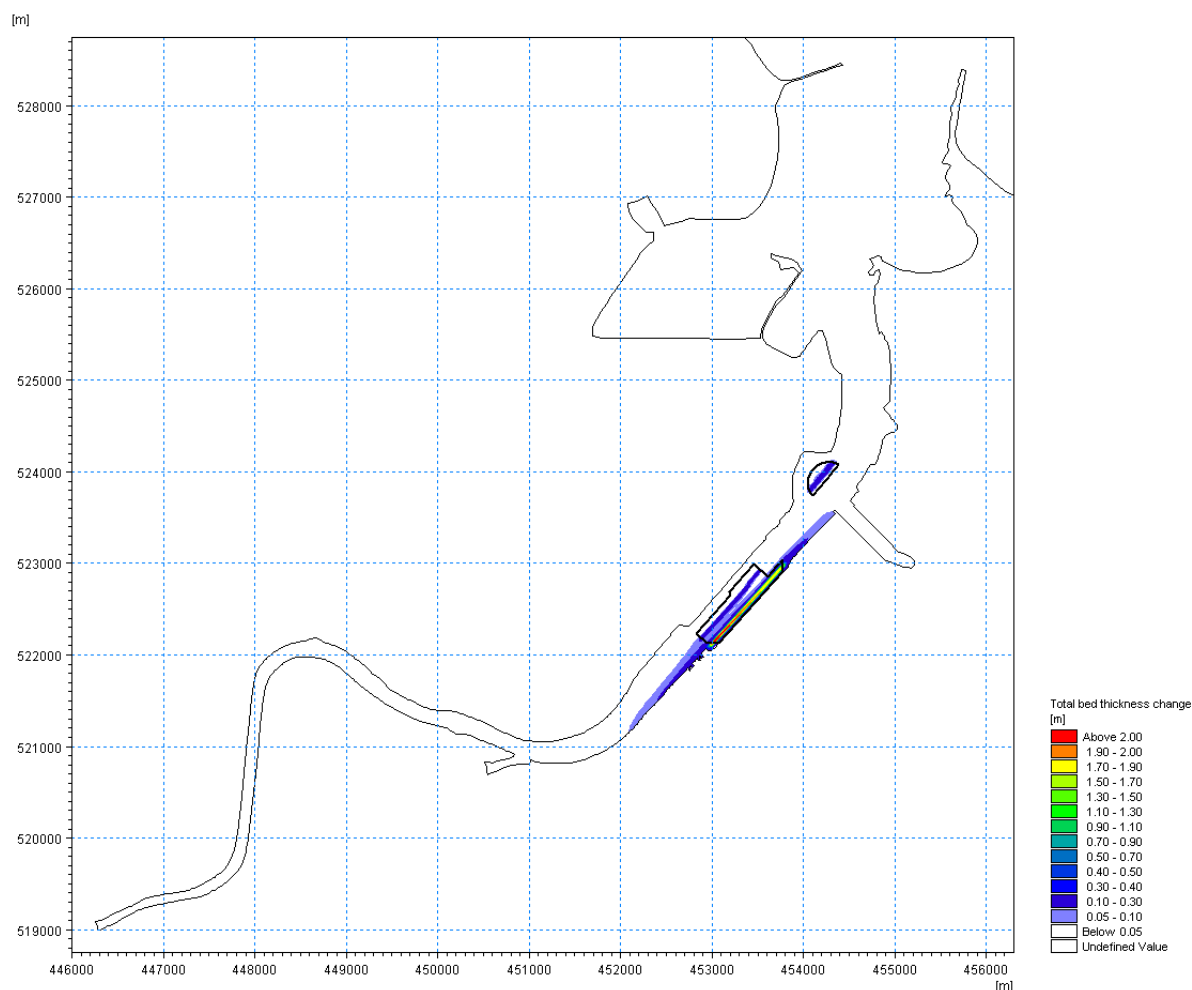 [m]
528000
527000
526000
525000
524000
523000
522000
521000
520000
519000
446000 447000 448000 449000 450000 451000 452000 453000 454000 455000 456000
[m]
Total bed thickness change
[m]
Above 2.00
1.90 - 2.00
1.70 - 1.90
1.50 - 1.70
1.30 - 1.50
1.10 - 1.30
0.90 - 1.10
0.70 - 0.90
0.50 - 0.70
0.40 - 0.50
0.30 - 0.40
0.10 - 0.30
0.05 - 0.10
Below 0.05
Undefined Value